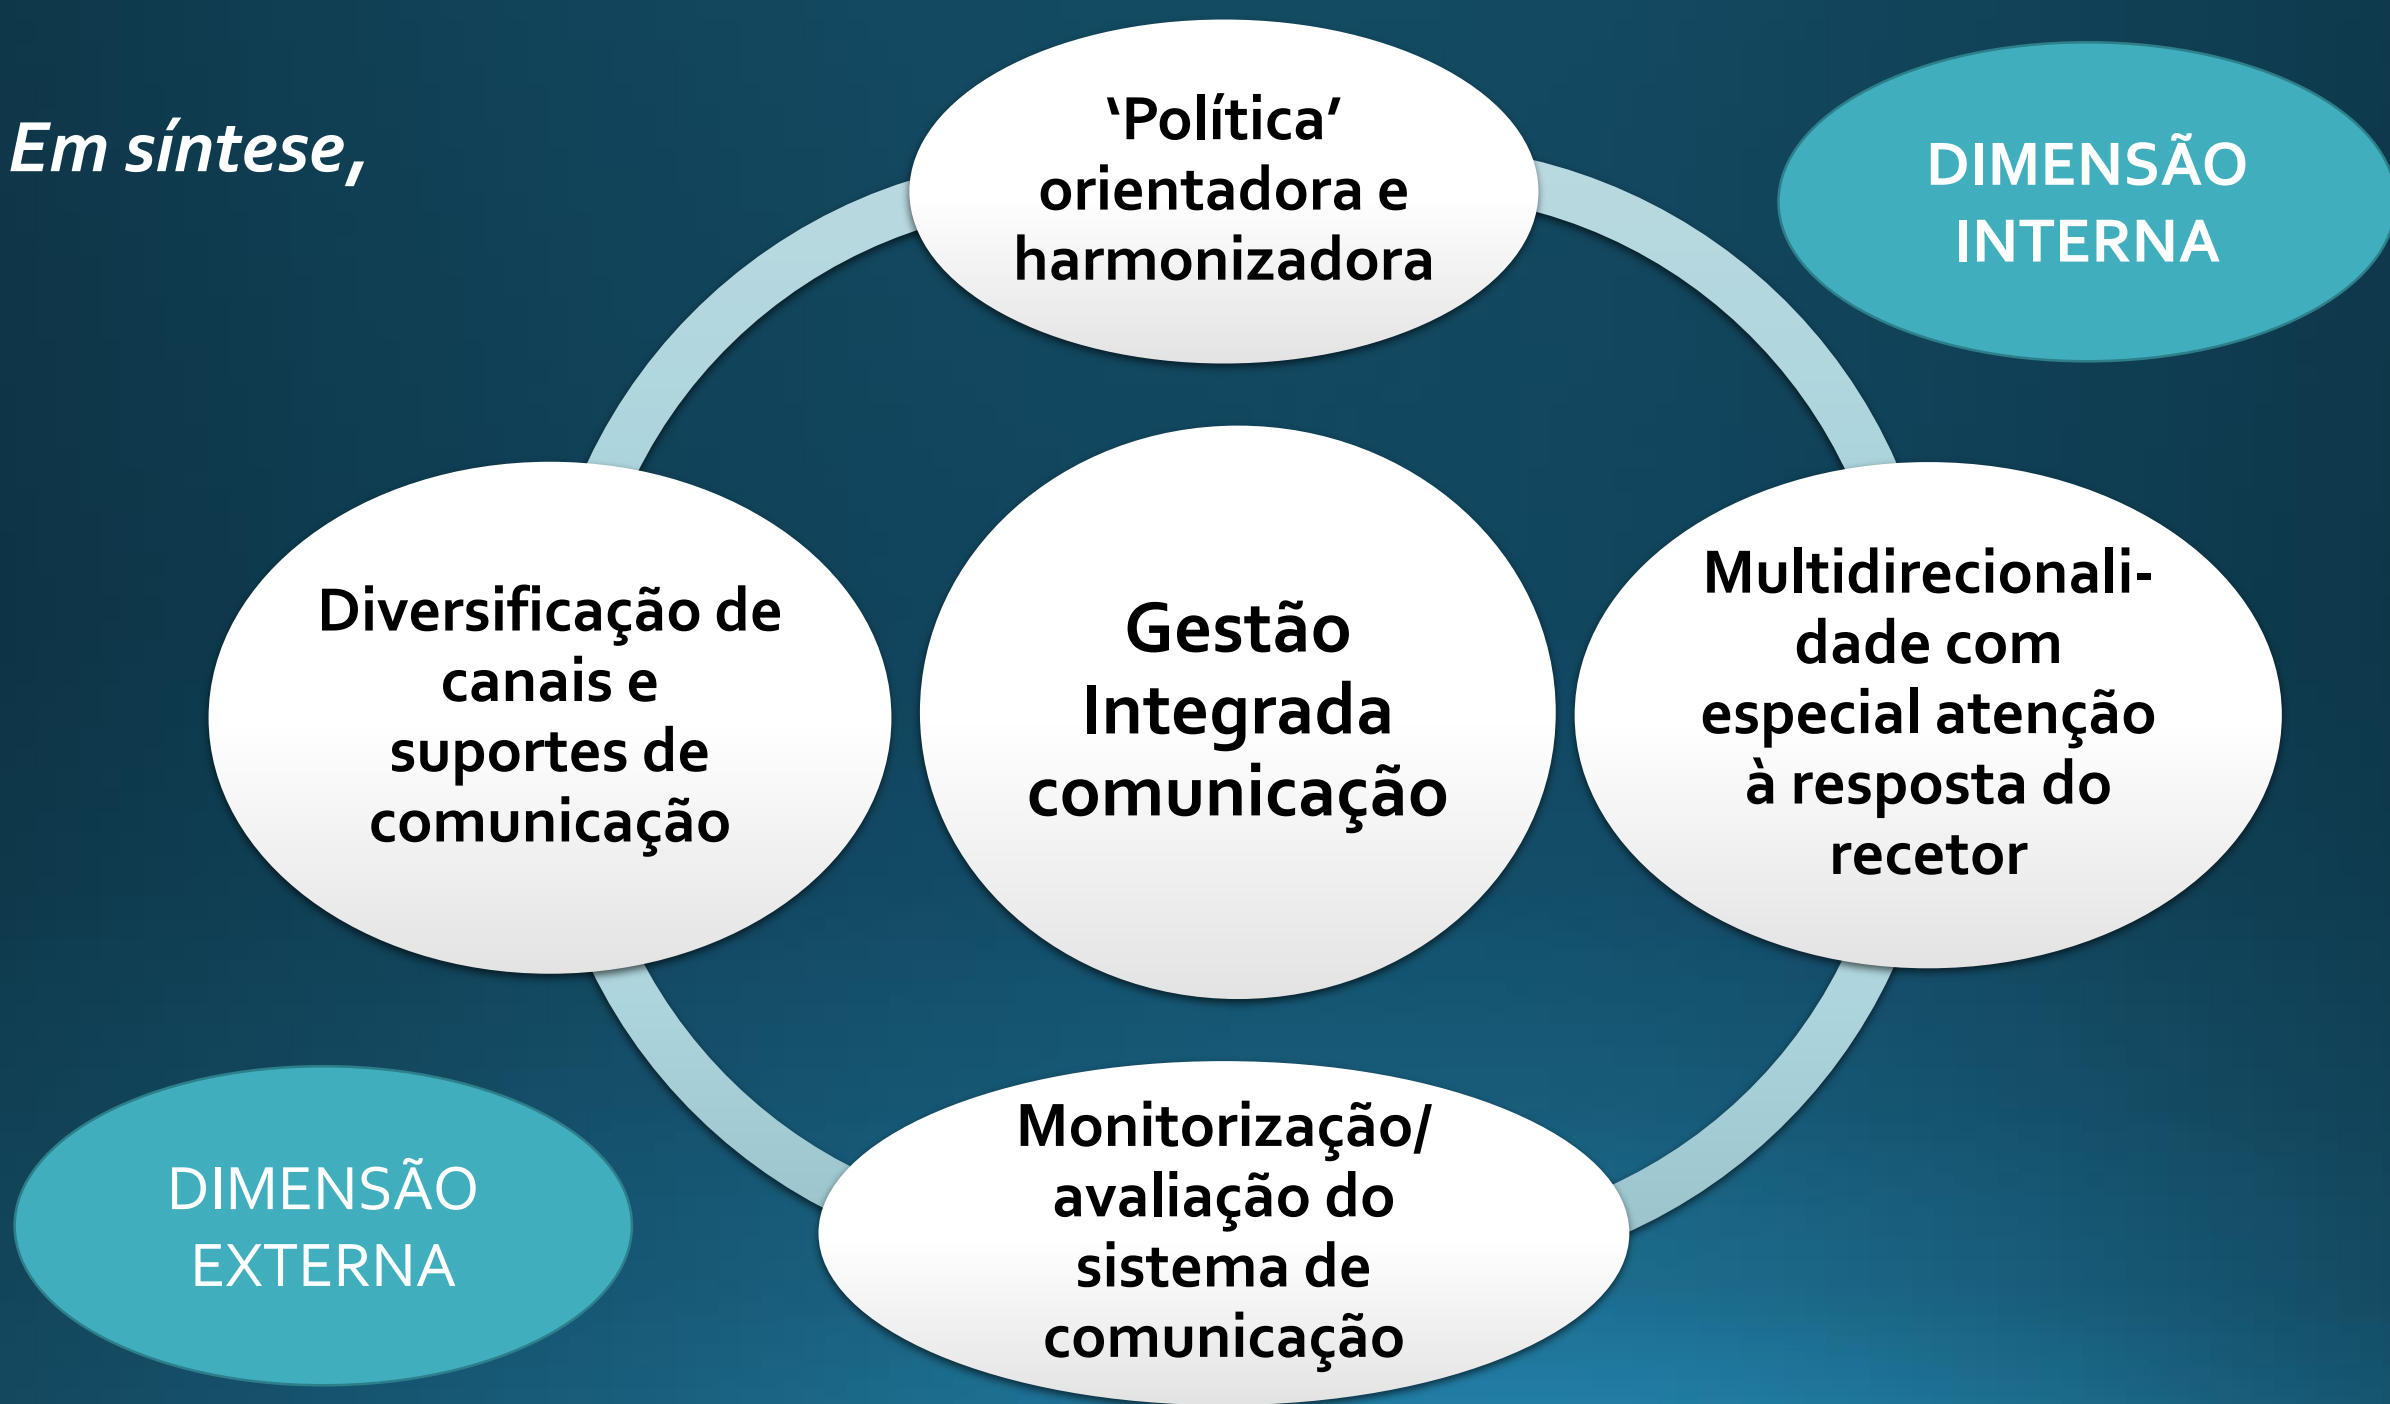 Em síntese,
‘Política’
orientadora e
harmonizadora
DIMENSÃO
INTERNA
Diversificação de
canais e
suportes de
comunicação
Gestão
Integrada
comunicação
Multidirecionali-
dade com
especial atenção
à resposta do
recetor
DIMENSÃO
EXTERNA
Monitorização/
avaliação do
sistema de
comunicação